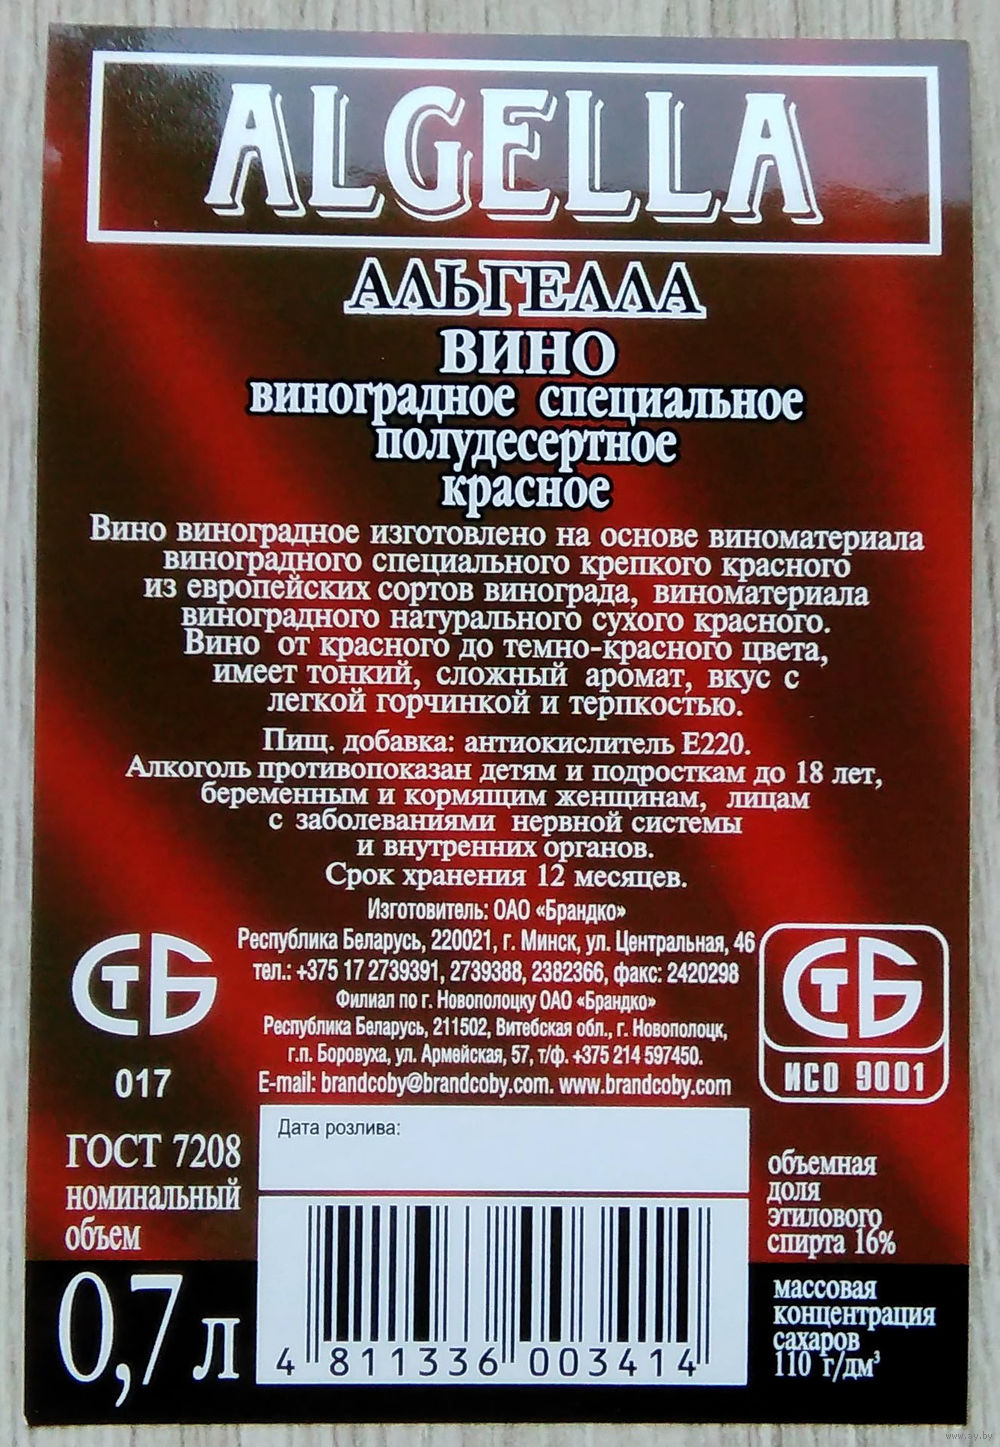 ALGELLA
АЛЬГЕЛЛА
ВИНО
виноградное специальное
полудесертное
красное
Вино виноградное изготовлено на основе виноматериала
виноградного специального крепкого красного
из европейских сортов винограда, виноматериала
виноградного натурального сухого красного.
Вино от красного до темно-красного цвета,
имеет тонкий, сложный аромат, вкус с
легкой горчинкой и терпкостью.
Пищ. добавка: антиокислитель Е220.
Алкоголь противопоказан детям и подросткам до 18 лет,
беременным и кормящим женщинам, лицам
с заболеваниями нервной системы
и внутренних органов.
Срок хранения 12 месяцев.
Изготовитель: ОАО «Брандко»
Республика Беларусь, 220021, г. Минск, ул. Центральная, 46
тел.: +375 17 2739391, 2739388, 2382366, факс: 2420298
Филиал по г. Новополоцку ОАО «Брандко»
Республика Беларусь, 211502, Витебская обл., г. Новополоцк,
г.п. Боровуха, ул. Армейская, 57, т/ф. +375 214 597450.
E-mail: brandcoby@brandcoby.com. www.brandcoby.com
СТБ
017
СТБ
ИСО 9001
ГОСТ 7208
номинальный
объем
0,7 л
Дата розлива:
4 811336 003414
объемная
доля
этилового
спирта 16%
массовая
концентрация
сахаров
110 г/дм³
www.ay.by